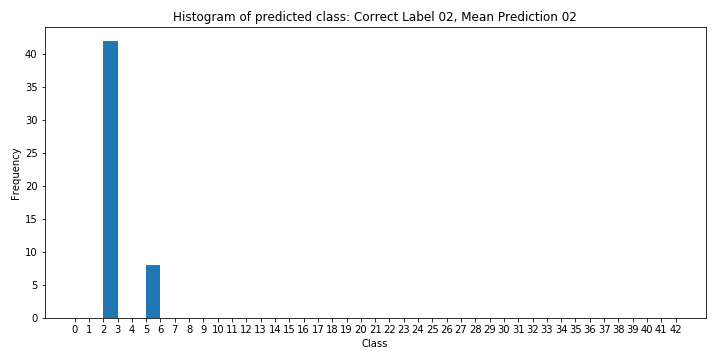 Histogram of predicted class: Correct Label 02, Mean Prediction 02
Frequency
40
35
30
25
20
15
10
5
0
0 1 2 3 4 5 6 7 8 9 10 11 12 13 14 15 16 17 18 19 20 21 22 23 24 25 26 27 28 29 30 31 32 33 34 35 36 37 38 39 40 41 42
Class